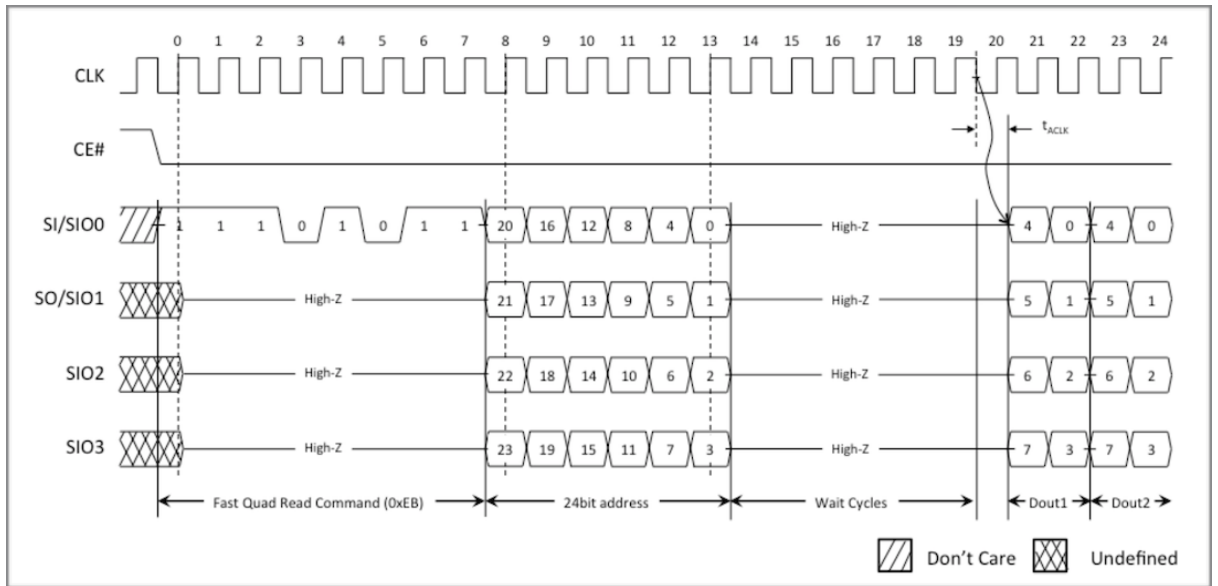 0 1 2 3 4 5 6 7 8 9 10 11 12 13 14 15 16 17 18 19 20 21 22 23 24
CLK
tACLK
CE#
SI/SIO0 1 1 1 0 1 0 1 1 20 16 12 8 4 0 High-Z 4 0 4 0
SO/SIO1 High-Z 21 17 13 9 5 1 High-Z 5 1 5 1
SIO2 High-Z 22 18 14 10 6 2 High-Z 6 2 6 2
SIO3 High-Z 23 19 15 11 7 3 High-Z 7 3 7 3
Fast Quad Read Command (0xEB) 24bit address Wait Cycles Dout1 Dout2
Don't Care Undefined